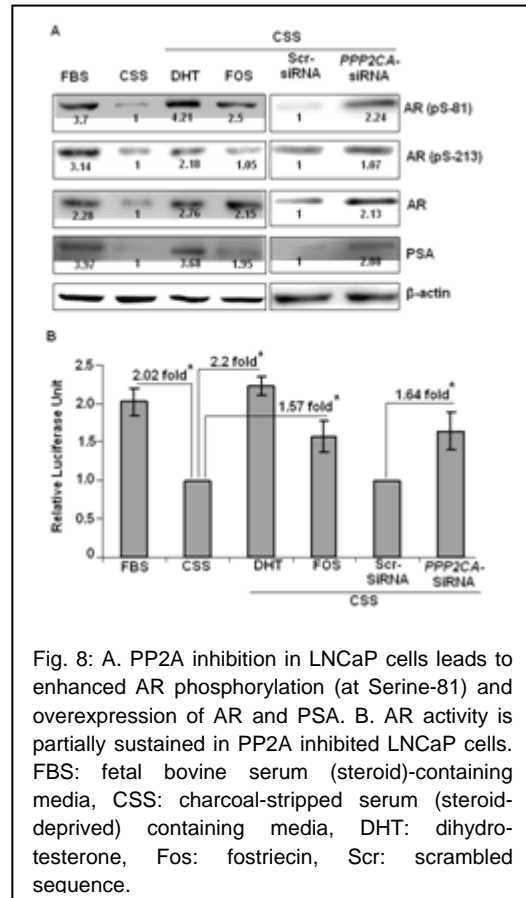 A
CSS
FBS CSS DHT FOS Scr-siRNA PPP2CA-siRNA
3.7 1 4.21 2.5 1 2.24 AR (pS-81)
3.14 1 2.18 1.05 1 1.07 AR (pS-213)
2.28 1 2.76 2.15 1 2.13 AR
3.57 1 3.68 1.95 1 2.08 PSA
β-actin
B
Relative Luciferase Unit
2.5
2.0
1.5
1.0
0.5
0
2.02 fold*
2.2 fold*
1.57 fold*
1.64 fold*
FBS CSS DHT FOS Scr-SiRNA PPP2CA-SiRNA
CSS
Fig. 8: A. PP2A inhibition in LNCaP cells leads to
enhanced AR phosphorylation (at Serine-81) and
overexpression of AR and PSA. B. AR activity is
partially sustained in PP2A inhibited LNCaP cells.
FBS: fetal bovine serum (steroid)-containing
media, CSS: charcoal-stripped serum (steroid-
deprived) containing media, DHT: dihydro-
testerone, Fos: fostriecin, Scr: scrambled
sequence.